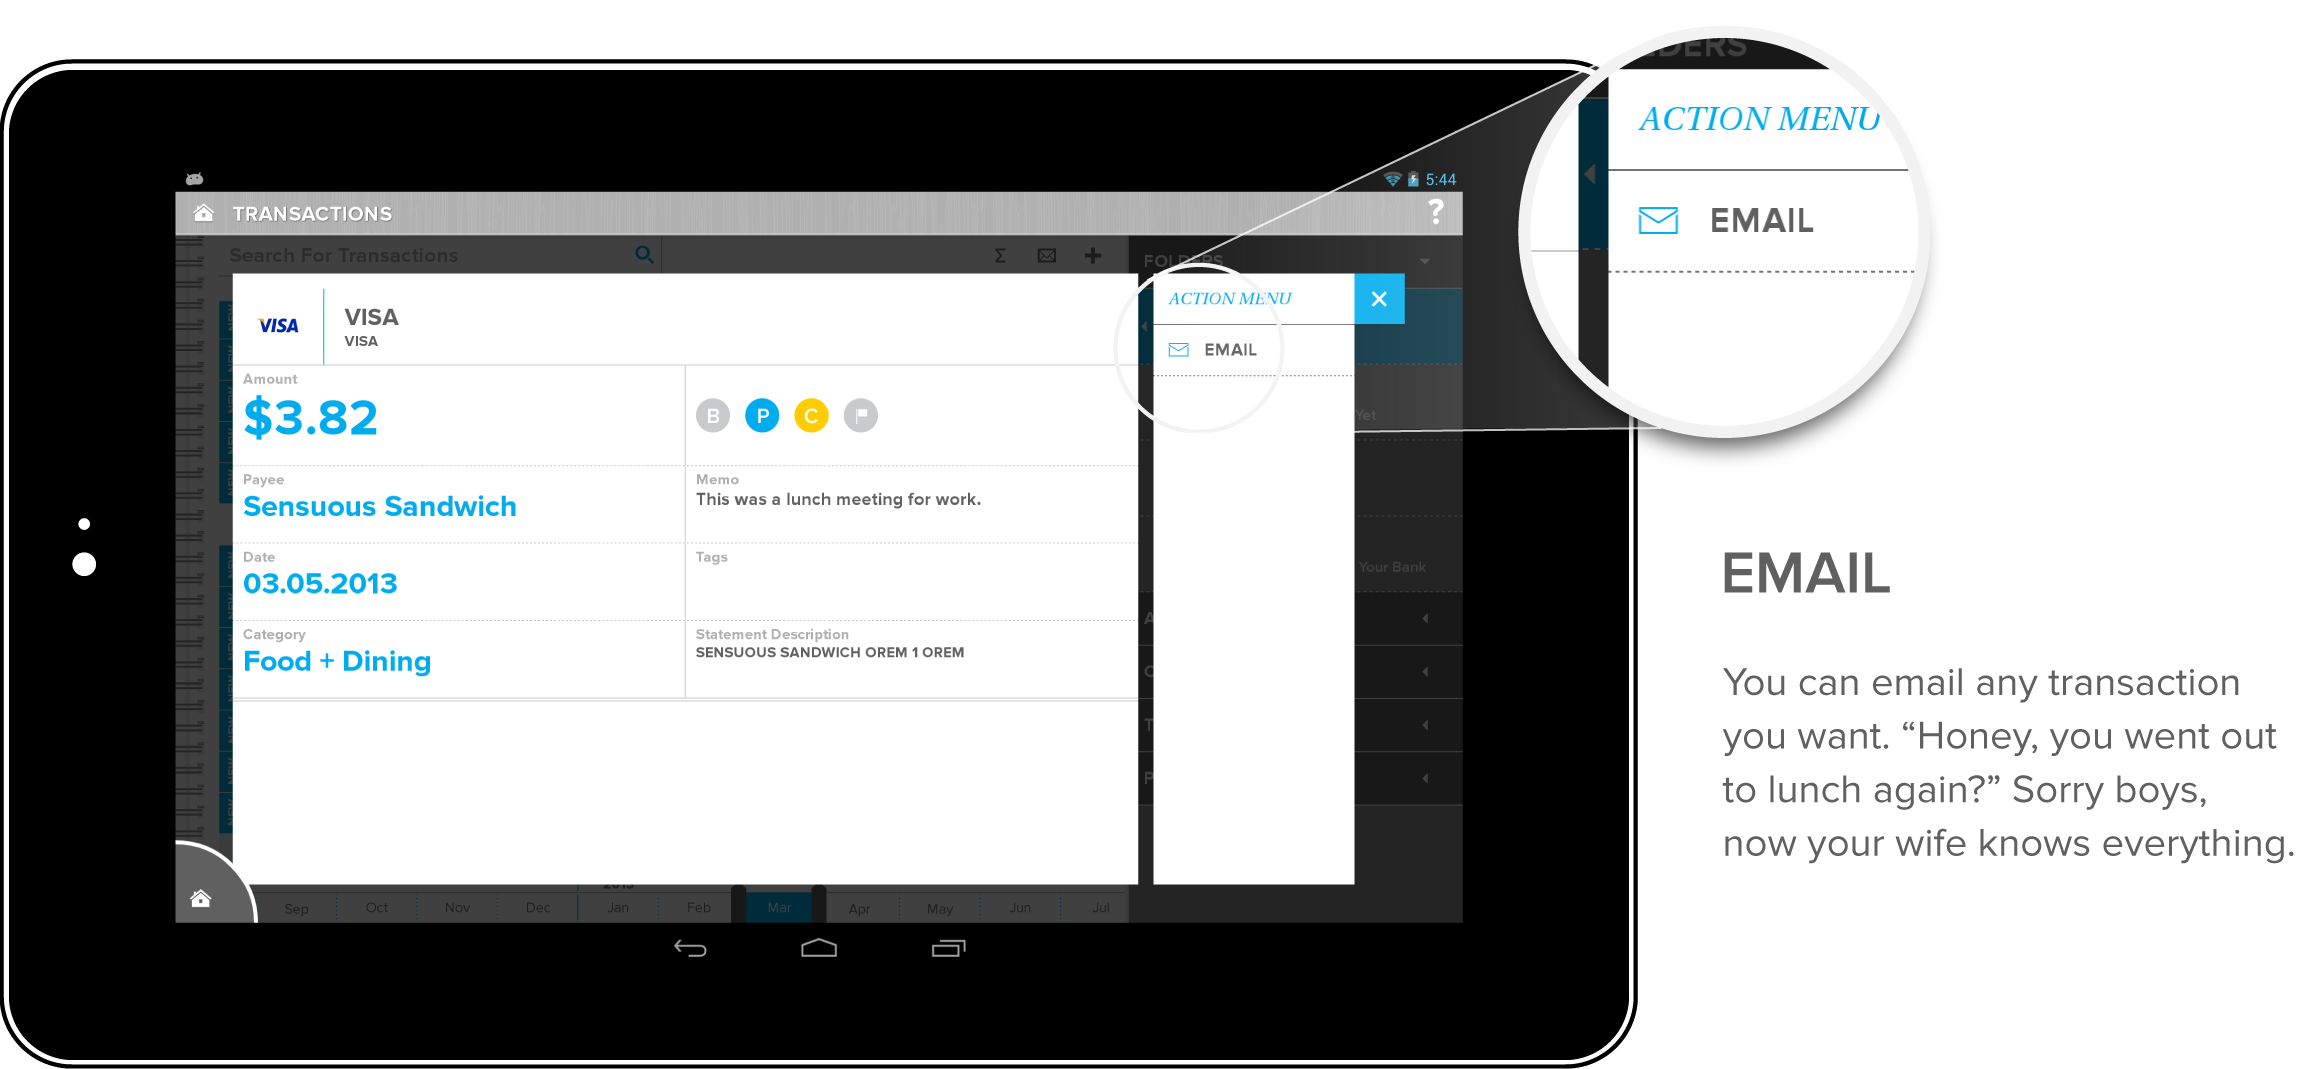 5:44
TRANSACTIONS
?
Search For Transactions
Σ
FOLDERS
VISA
VISA
VISA
ACTION MENU
EMAIL
Amount
$3.82
B P C
Yet
Payee
Sensuous Sandwich
Memo
This was a lunch meeting for work.
Date
03.05.2013
Tags
Your Bank
Category
Food + Dining
Statement Description
SENSUOUS SANDWICH OREM 1 OREM
A
T
P
2013
Sep Oct Nov Dec Jan Feb Mar Apr May Jun Jul
DERS
ACTION MENU
EMAIL
EMAIL
You can email any transaction
you want. “Honey, you went out
to lunch again?” Sorry boys,
now your wife knows everything.